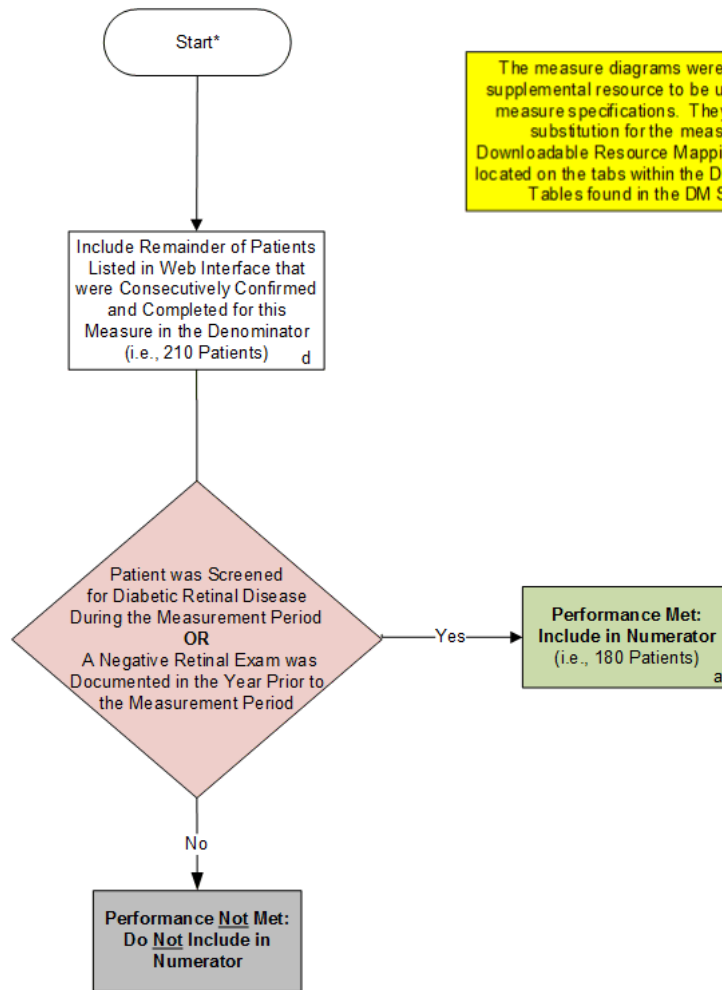 Start*
The measure diagrams were
supplemental resource to be u
measure specifications. They
substitution for the meas
Downloadable Resource Mappi
located on the tabs within the D
Tables found in the DM S
Include Remainder of Patients
Listed in Web Interface that
were Consecutively Confirmed
and Completed for this
Measure in the Denominator
(i.e., 210 Patients)
d
Patient was Screened
for Diabetic Retinal Disease
During the Measurement Period
OR
A Negative Retinal Exam was
Documented in the Year Prior to
the Measurement Period
Yes
Performance Met:
Include in Numerator
(i.e., 180 Patients)
a
No
Performance Not Met:
Do Not Include in
Numerator